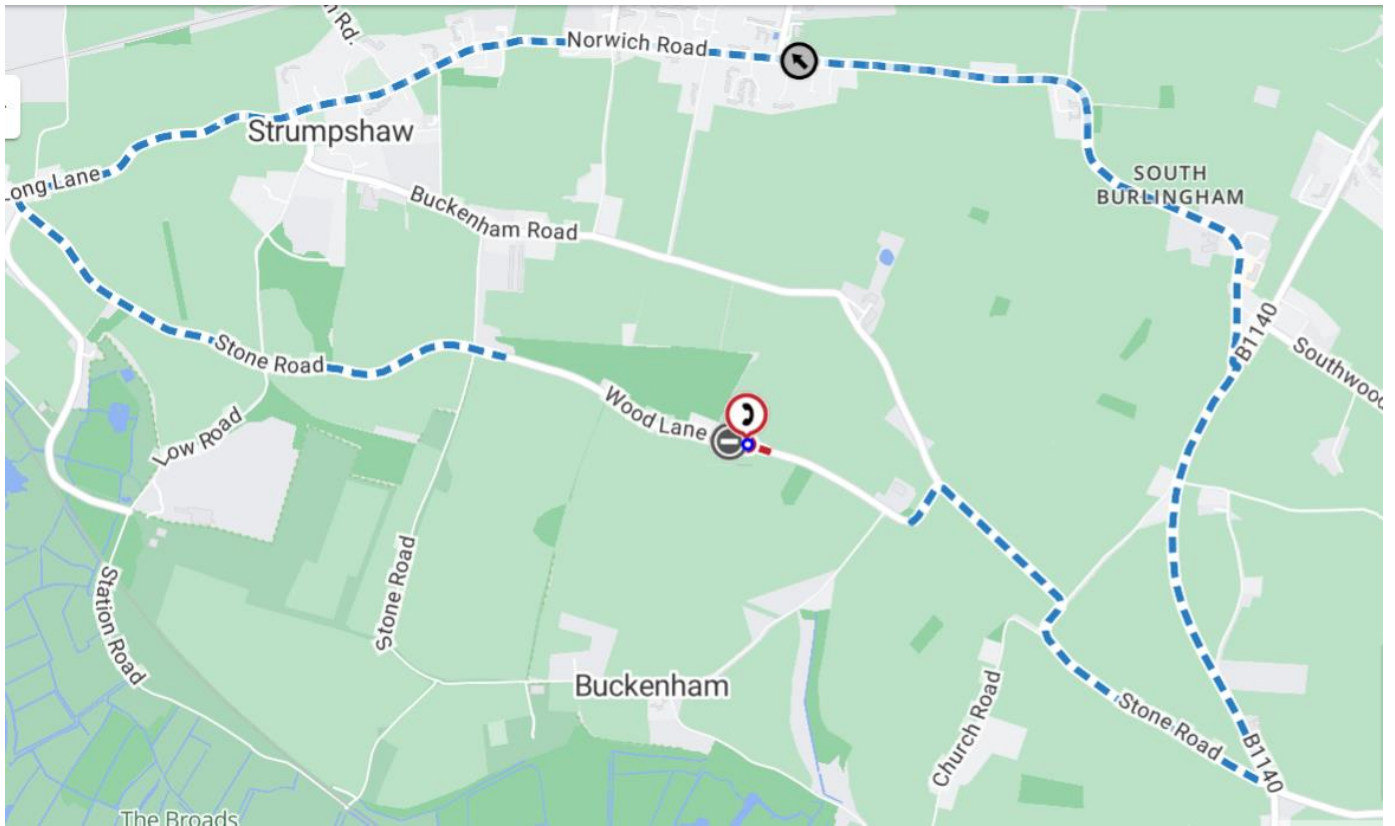 Rd.
Norwich Road
Strumpshaw
Long Lane
SOUTH
BURLINGHAM
Buckenham Road
B1140
Stone Road
Southwood
Wood Lane
Low Road
Stone Road
Station Road
Buckenham
Church Road
Stone Road
B1140
The Broads